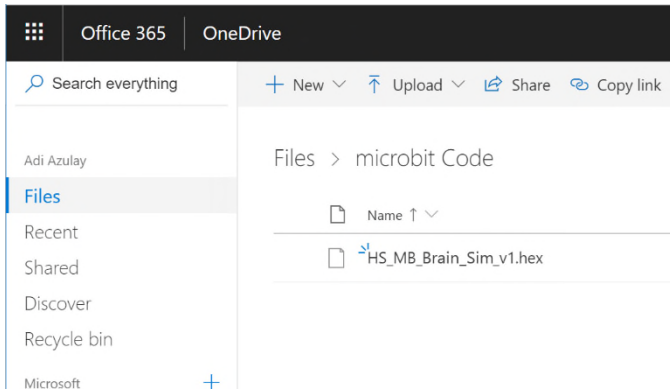 Office 365 OneDrive
Search everything
New Upload Share Copy link
Adi Azulay
Files
Recent
Shared
Discover
Recycle bin
Microsoft
Files > microbit Code
Name ↑
HS_MB_Brain_Sim_v1.hex